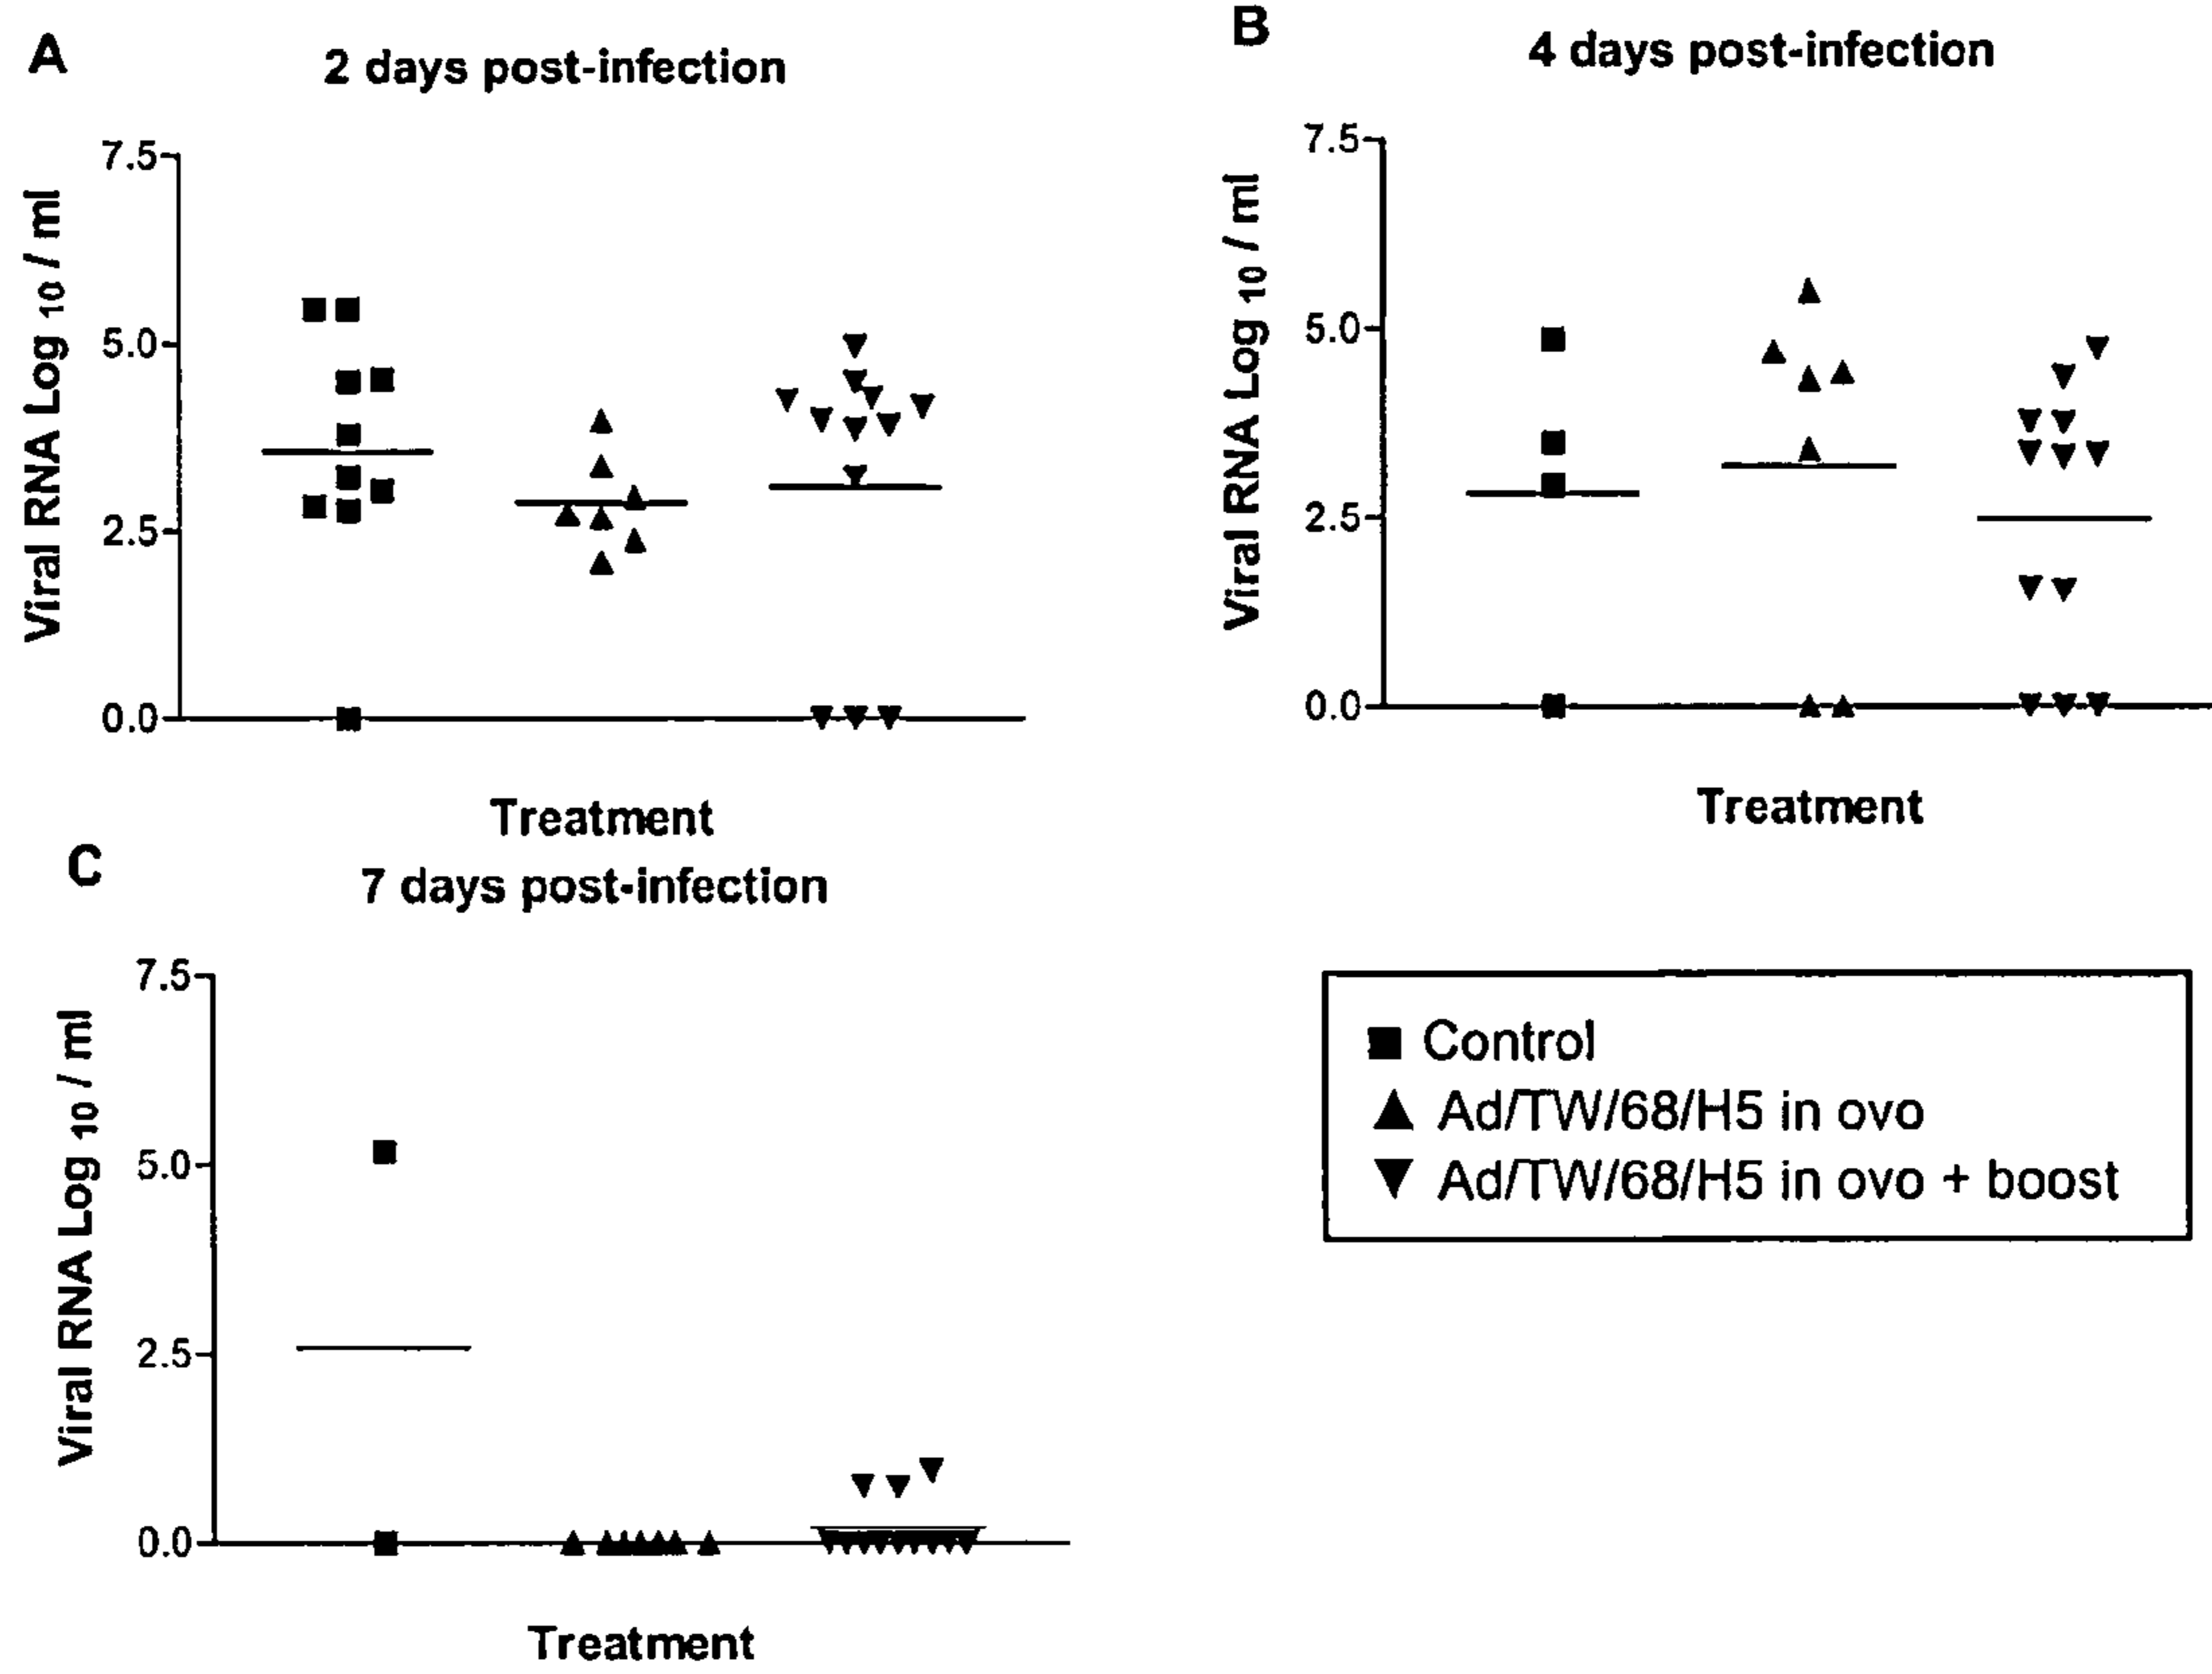 A
2 days post-infection
7.5
5.0
2.5
0.0
Viral RNA Log 10 / ml
Treatment
B
4 days post-infection
7.5
5.0
2.5
0.0
Viral RNA Log 10 / ml
Treatment
C
7 days post-infection
7.5
5.0
2.5
0.0
Viral RNA Log 10 / ml
Treatment
Control
Ad/TW/68/H5 in ovo
Ad/TW/68/H5 in ovo + boost